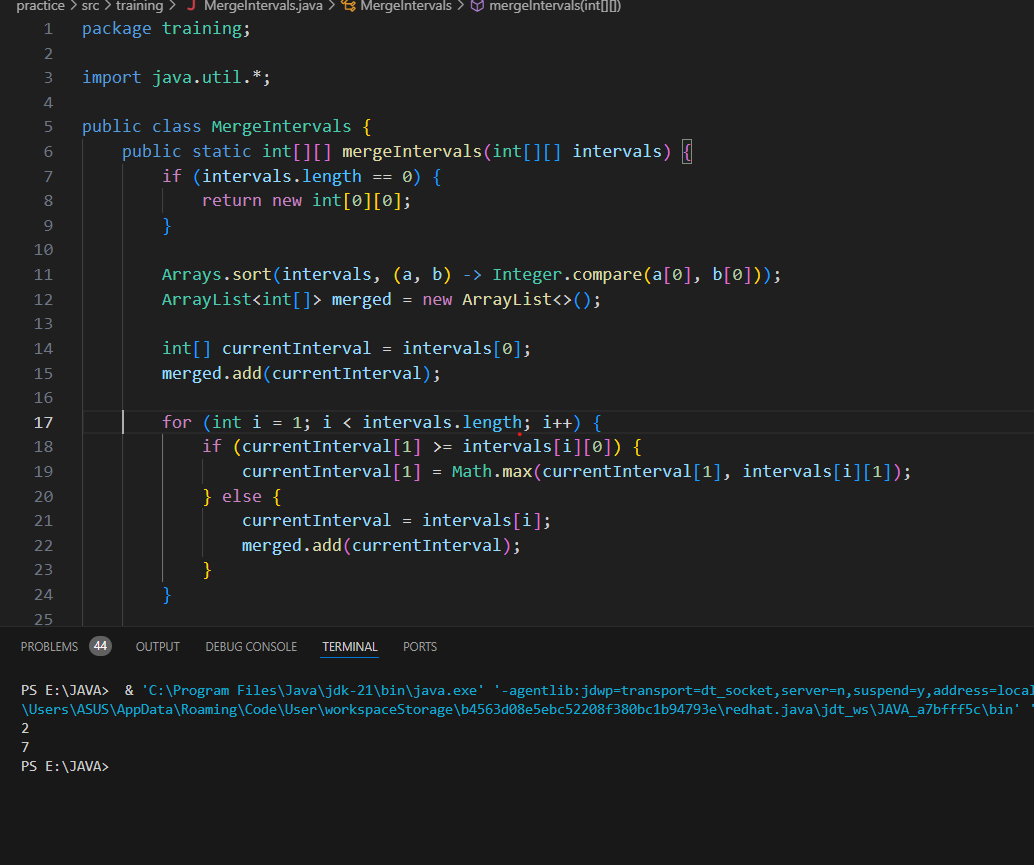 practice > src > training > J MergeIntervals.java > MergeIntervals > mergeIntervals(int[][])
1 package training;
2
3 import java.util.*;
4
5 public class MergeIntervals {
6 public static int[][] mergeIntervals(int[][] intervals) {
7 if (intervals.length == 0) {
8 return new int[0][0];
9 }
10
11 Arrays.sort(intervals, (a, b) -> Integer.compare(a[0], b[0]));
12 ArrayList<int[]> merged = new ArrayList<>();
13
14 int[] currentInterval = intervals[0];
15 merged.add(currentInterval);
16
17 for (int i = 1; i < intervals.length; i++) {
18 if (currentInterval[1] >= intervals[i][0]) {
19 currentInterval[1] = Math.max(currentInterval[1], intervals[i][1]);
20 } else {
21 currentInterval = intervals[i];
22 merged.add(currentInterval);
23 }
24 }
25
PROBLEMS 44 OUTPUT DEBUG CONSOLE TERMINAL PORTS
PS E:\JAVA> & 'C:\Program Files\Java\jdk-21\bin\java.exe' '-agentlib:jdwp=transport=dt_socket,server=n,suspend=y,address=local
\Users\ASUS\AppData\Roaming\Code\User\workspaceStorage\b4563d08e5ebc52208f380bc1b94793e\redhat.java\jdt_ws\JAVA_a7bfff5c\bin' '
2
7
PS E:\JAVA>